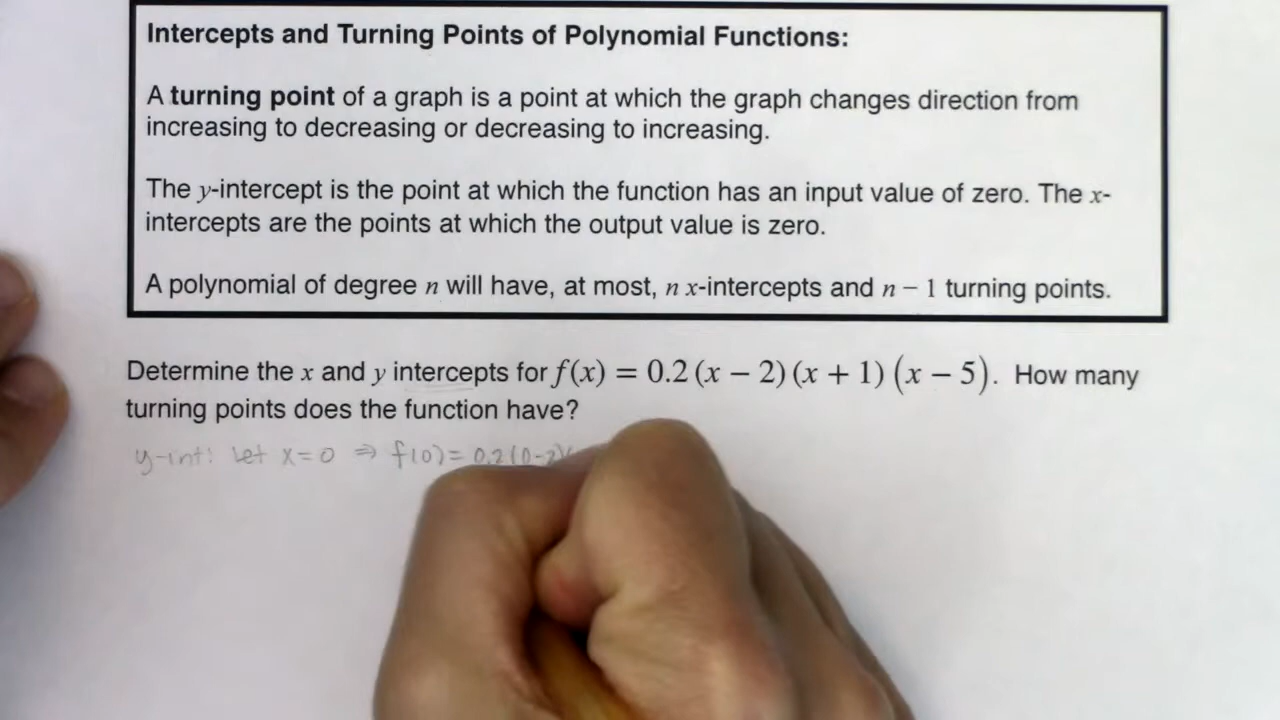 Intercepts and Turning Points of Polynomial Functions:
A turning point of a graph is a point at which the graph changes direction from
increasing to decreasing or decreasing to increasing.
The y-intercept is the point at which the function has an input value of zero. The x-
intercepts are the points at which the output value is zero.
A polynomial of degree n will have, at most, n x-intercepts and n − 1 turning points.
Determine the x and y intercepts for f(x) = 0.2 (x − 2) (x + 1) (x − 5). How many
turning points does the function have?
y-int: Let x=0 ⇒ f(0)= 0.2(0-2)(